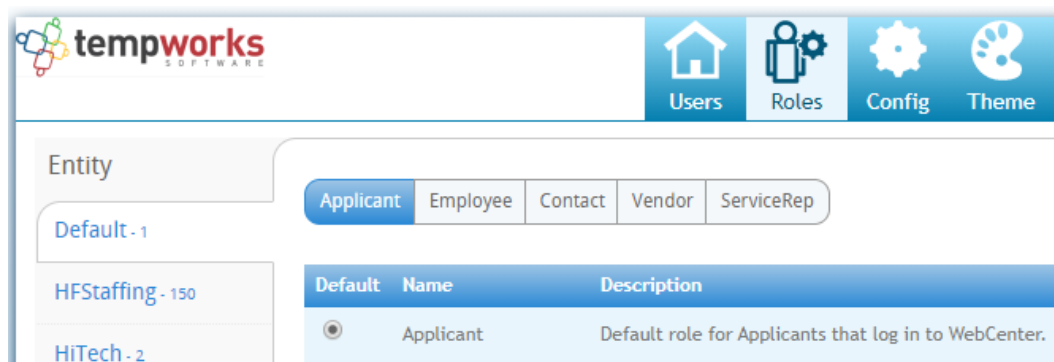 tempworks
SOFTWARE
Users Roles Config Theme
Entity
Default - 1
HFStaffing - 150
HiTech - 2
Applicant Employee Contact Vendor ServiceRep
Default Name Description
Applicant Default role for Applicants that log in to WebCenter.